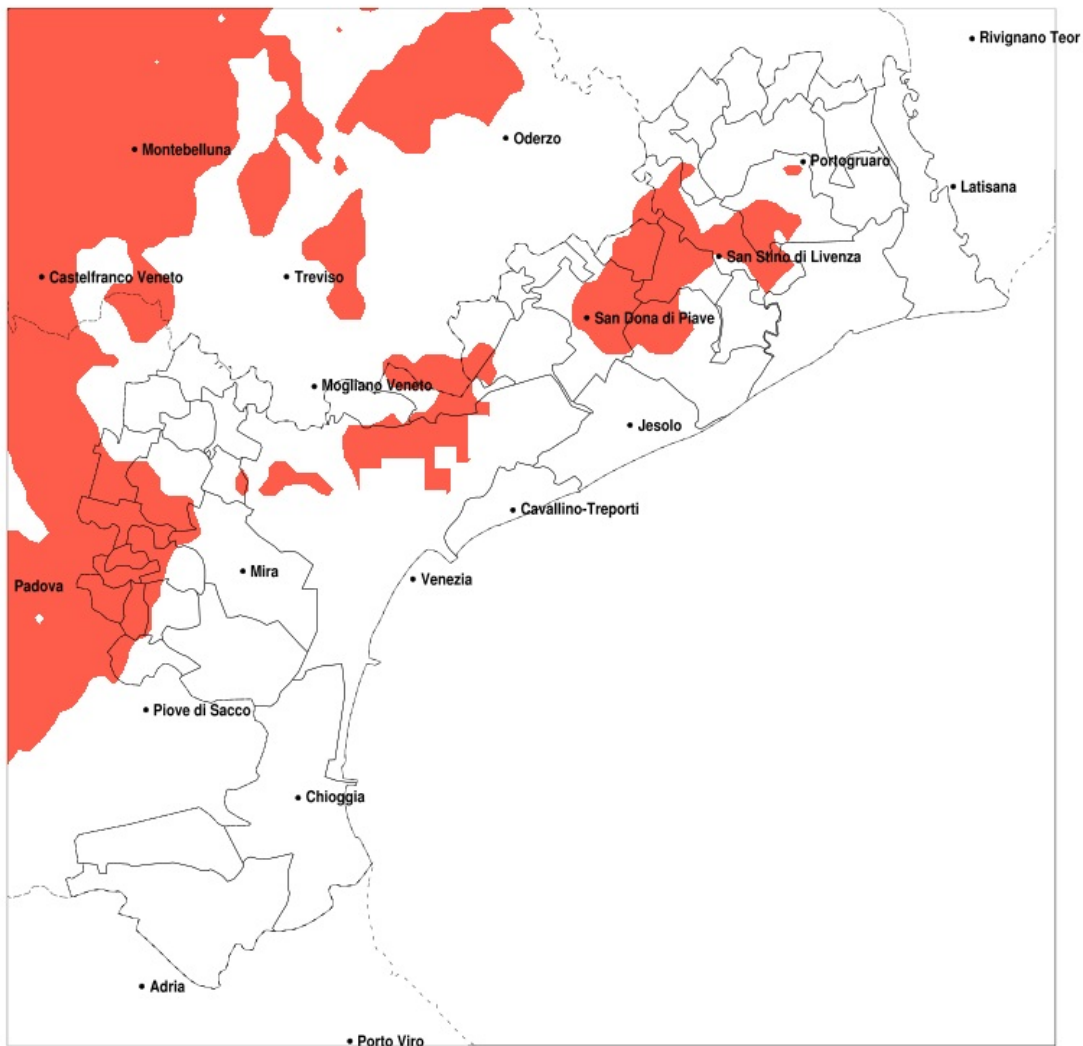 Rivignano Teor
Oderzo
Montebelluna
Portogruaro
Latisana
San Stino di Livenza
Castelfranco Veneto
Treviso
San Dona di Piave
Mogliano Veneto
Jesolo
Cavallino-Treporti
Mira
Venezia
Padova
Piove di Sacco
Chioggia
Adria
Porto Viro